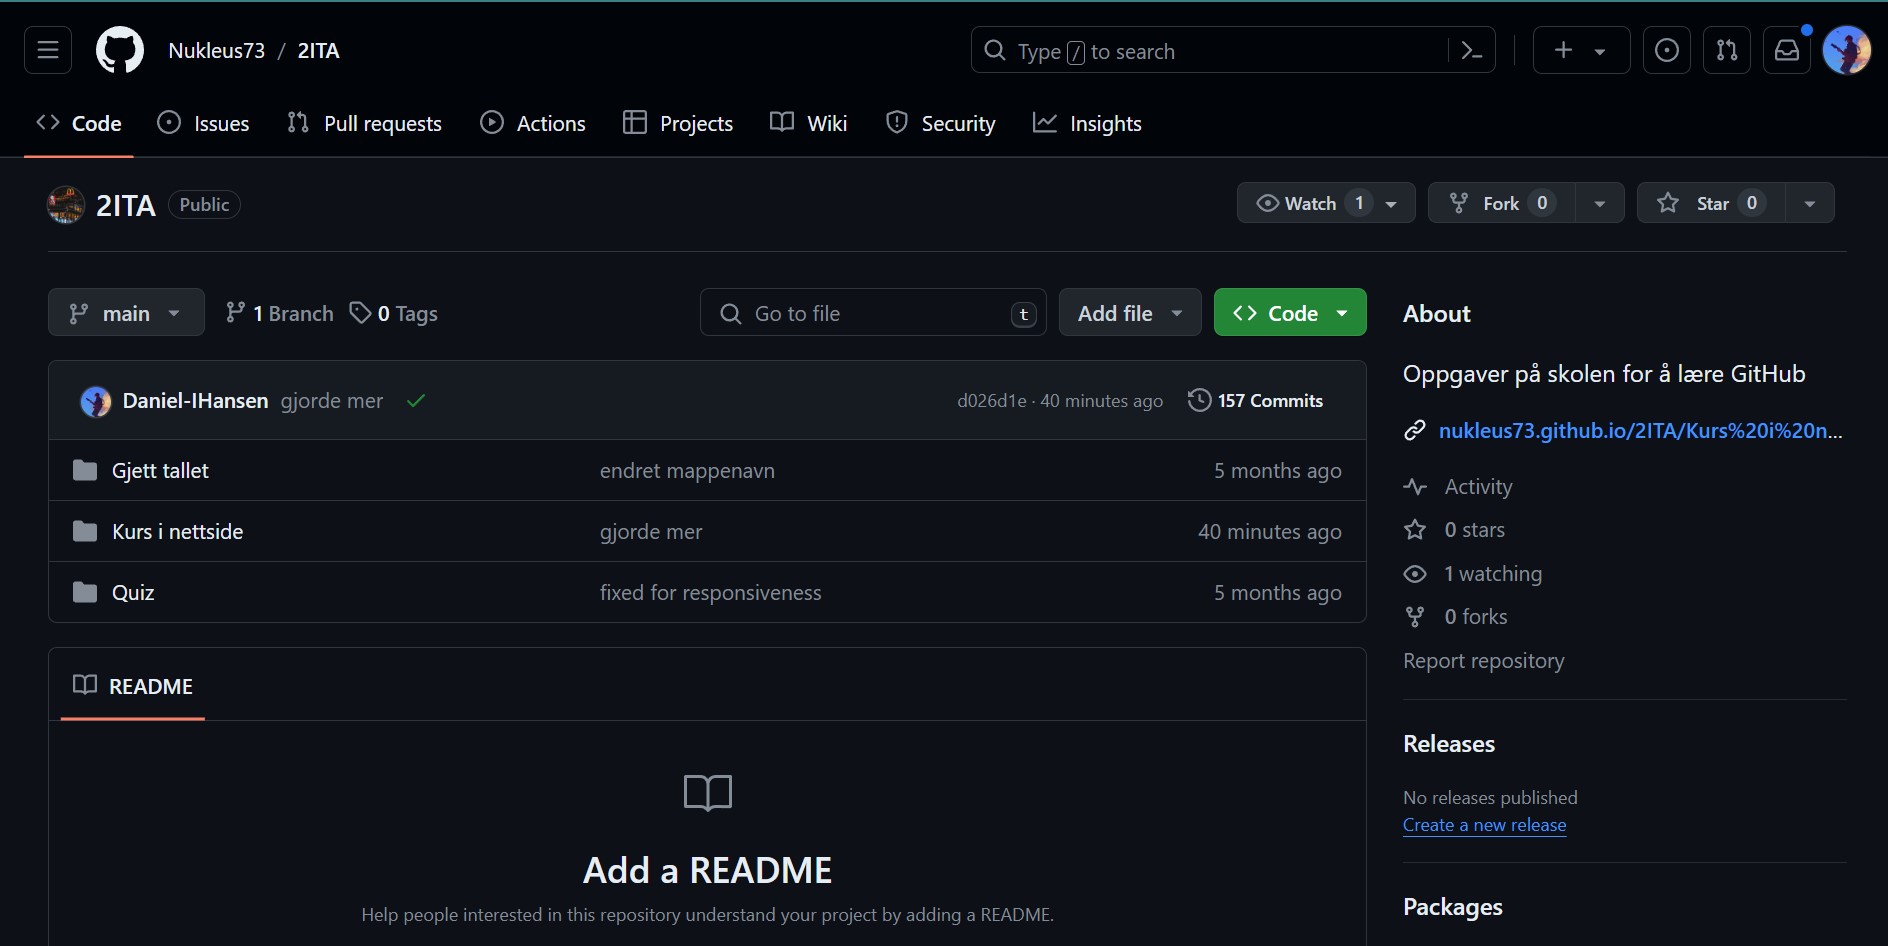 Nukleus73 / 2ITA
Type / to search
Code
Issues
Pull requests
Actions
Projects
Wiki
Security
Insights
2ITA
Public
Watch 1
Fork 0
Star 0
main
1 Branch
0 Tags
Go to file
t
Add file
Code
Daniel-IHansen gjorde mer
d026d1e · 40 minutes ago
157 Commits
Gjett tallet
endret mappenavn
5 months ago
Kurs i nettside
gjorde mer
40 minutes ago
Quiz
fixed for responsiveness
5 months ago
README
Add a README
Help people interested in this repository understand your project by adding a README.
About
Oppgaver på skolen for å lære GitHub
nukleus73.github.io/2ITA/Kurs%20i%20n...
Activity
0 stars
1 watching
0 forks
Report repository
Releases
No releases published
Create a new release
Packages